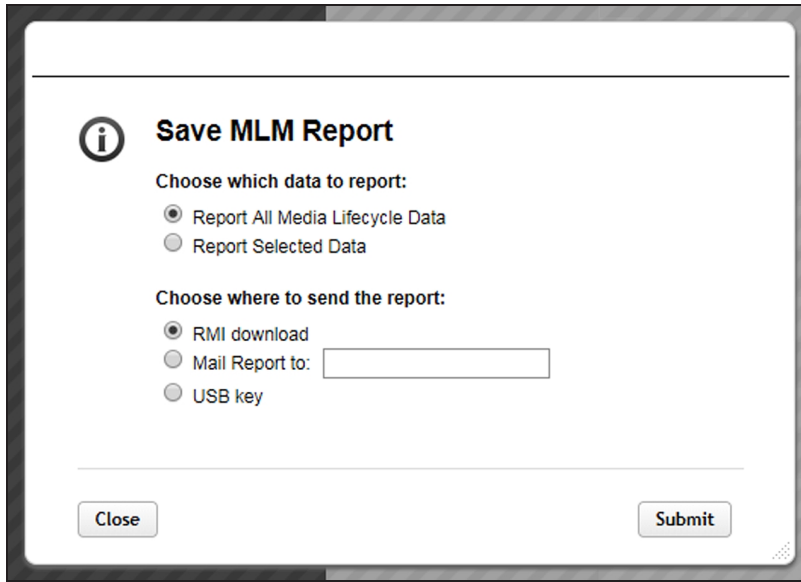 Save MLM Report
Choose which data to report:
Report All Media Lifecycle Data
Report Selected Data
Choose where to send the report:
RMI download
Mail Report to:
USB key
Close
Submit